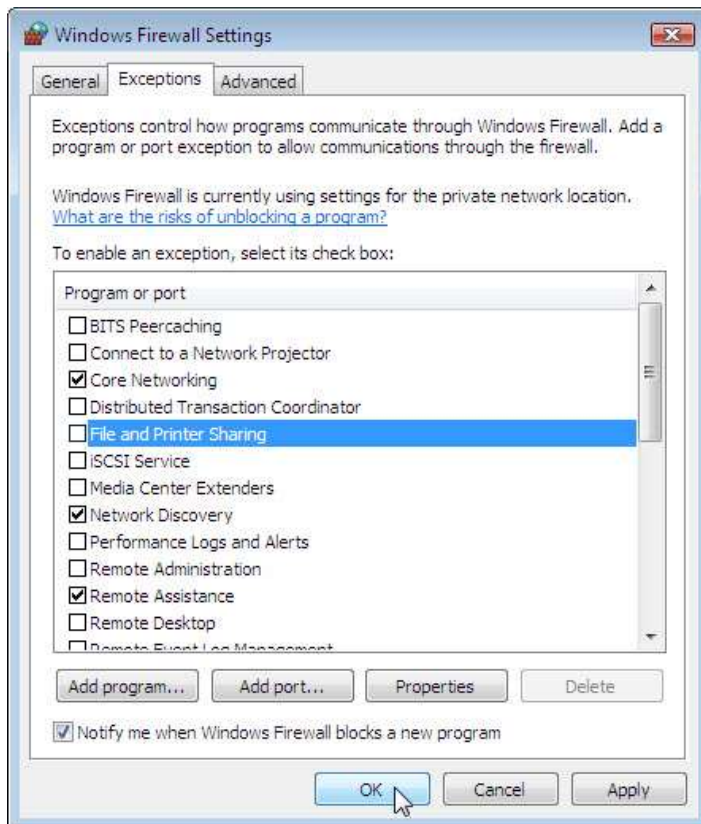 Windows Firewall Settings
General Exceptions Advanced
Exceptions control how programs communicate through Windows Firewall. Add a
program or port exception to allow communications through the firewall.
Windows Firewall is currently using settings for the private network location.
What are the risks of unblocking a program?
To enable an exception, select its check box:
Program or port
BITS Peercaching
Connect to a Network Projector
Core Networking
Distributed Transaction Coordinator
File and Printer Sharing
iSCSI Service
Media Center Extenders
Network Discovery
Performance Logs and Alerts
Remote Administration
Remote Assistance
Remote Desktop
Remote Event Log Management
Add program... Add port... Properties Delete
Notify me when Windows Firewall blocks a new program
OK Cancel Apply